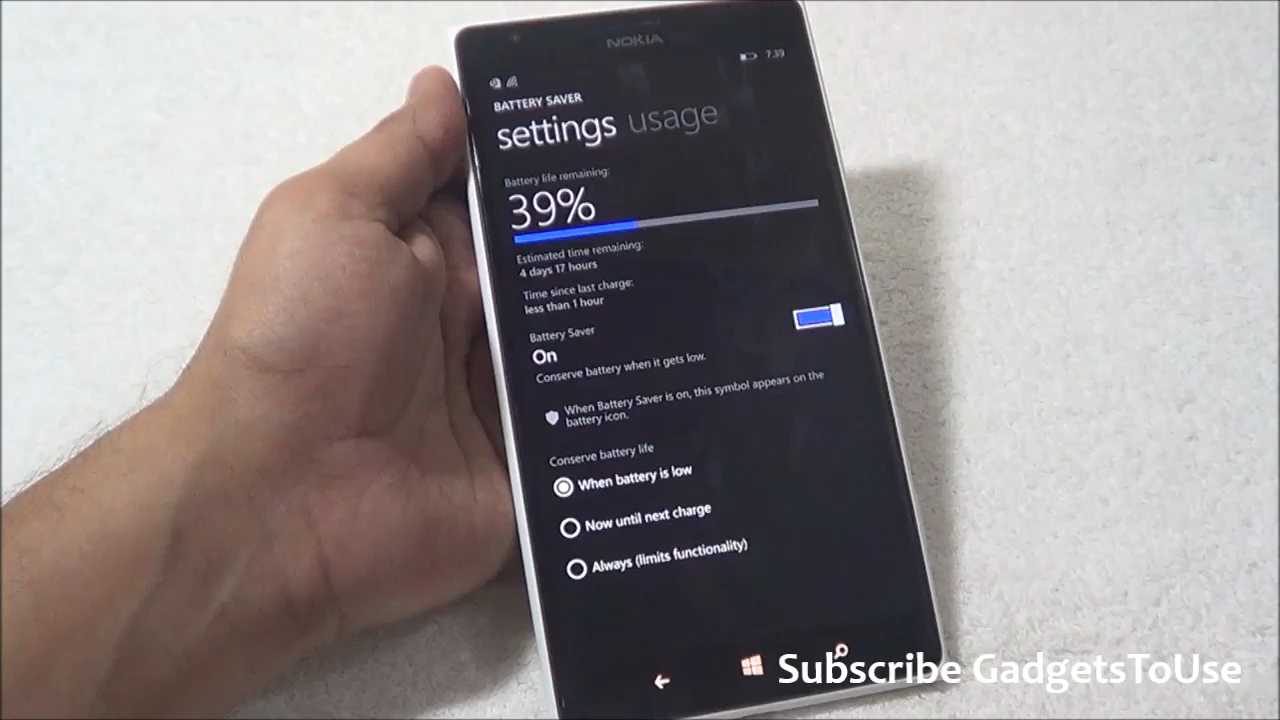 NOKIA
7:39
BATTERY SAVER
settings usage
Battery life remaining:
39%
Estimated time remaining:
4 days 17 hours
Time since last charge:
less than 1 hour
Battery Saver
On
Conserve battery when it gets low.
When Battery Saver is on, this symbol appears on the
battery icon.
Conserve battery life
When battery is low
Now until next charge
Always (limits functionality)
Subscribe GadgetsToUse